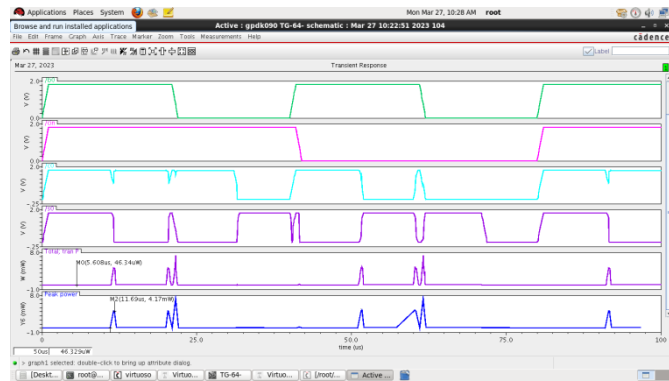 Applications Places System Mon Mar 27, 10:28 AM root
Browse and run installed applications Active : gpdk090 TG-64- schematic : Mar 27 10:22:51 2023 104
File Edit Frame Graph Axis Trace Marker Zoom Tools Measurements Help cādence
Label
Mar 27, 2023 Transient Response
2.0
V (V)
0.0
2.0
V (V)
0.0
2.0
V (V)
-.25
2.0
V (V)
-.25
8.0
W (mW)
M0(5.608us, 46.34uW)
-1.0
Peak power
8.0
Y6 (mW)
M2(11.69us, 4.17mW)
-1.0
0 25.0 50.0 75.0 100
time (us)
50us 46.329uW
> graph1 selected; double-click to bring up attribute dialog.
[Deskt... root@... virtuoso Virtuo... TG-64- Virtuo... [/root/... Active ...